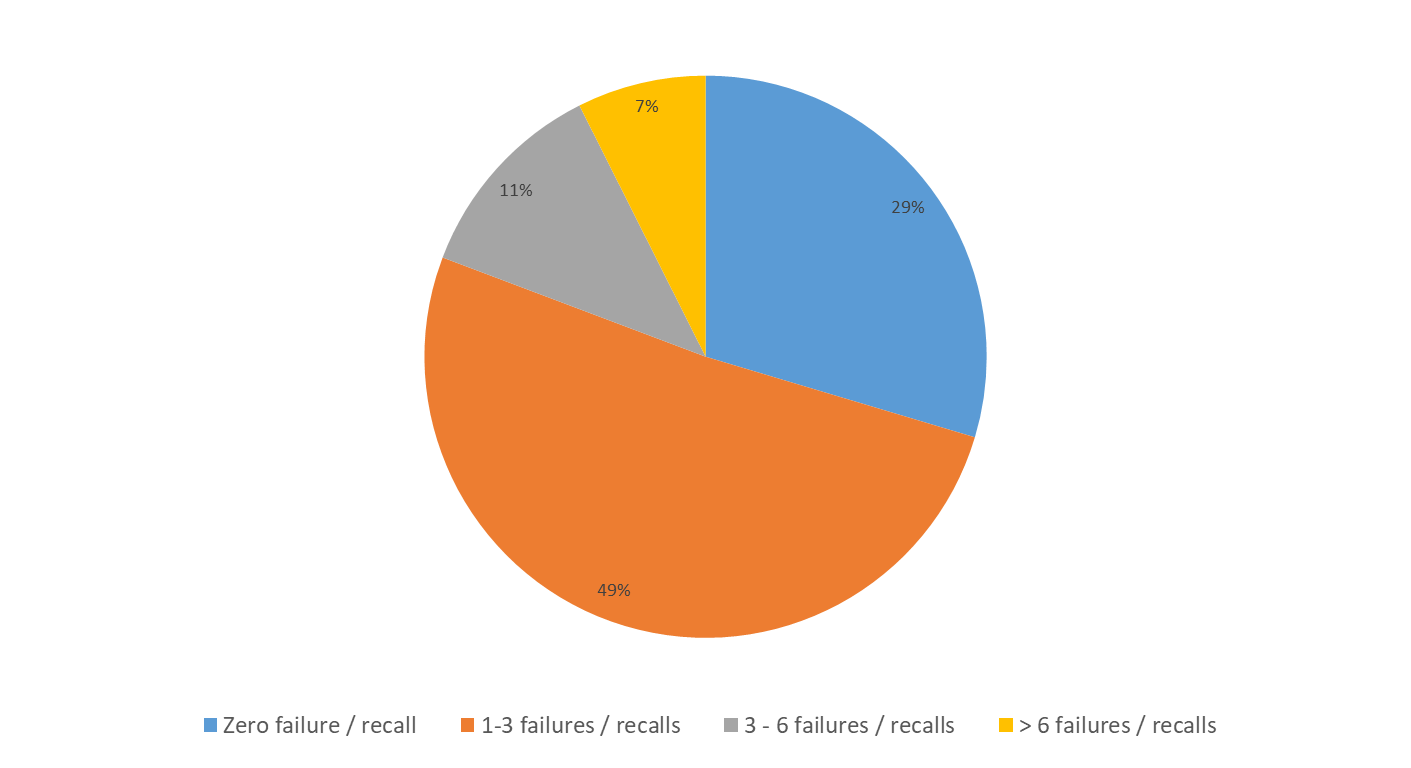 7%
11%
29%
49%
Zero failure / recall
1-3 failures / recalls
3 - 6 failures / recalls
> 6 failures / recalls